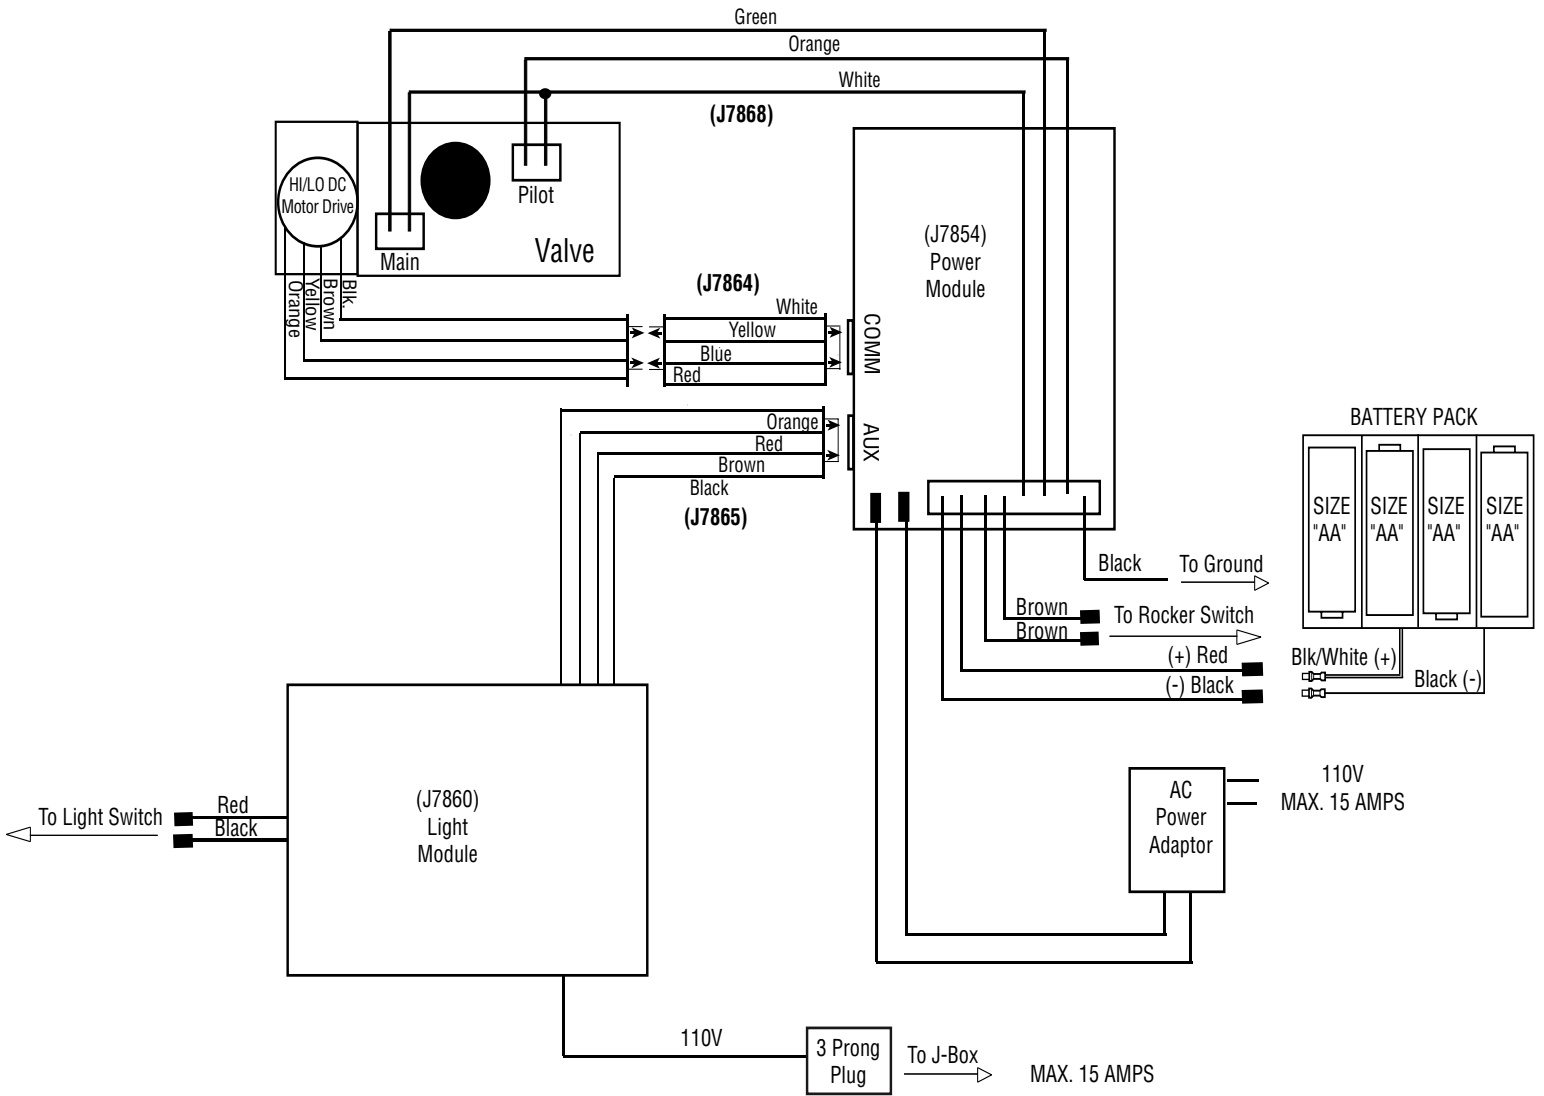 Green
Orange
White
(J7868)
HI/LO DC
Motor Drive
Pilot
Main
Valve
Orange
Yellow
Brown
Blk.
(J7864)
White
Yellow
Blue
Red
COMM
(J7854)
Power
Module
AUX
Orange
Red
Brown
Black
(J7865)
BATTERY PACK
SIZE
"AA"
SIZE
"AA"
SIZE
"AA"
SIZE
"AA"
Black
To Ground
Brown
Brown
To Rocker Switch
(+) Red
(-) Black
Blk/White (+)
Black (-)
AC
Power
Adaptor
110V
MAX. 15 AMPS
To Light Switch
Red
Black
(J7860)
Light
Module
110V
3 Prong
Plug
To J-Box
MAX. 15 AMPS